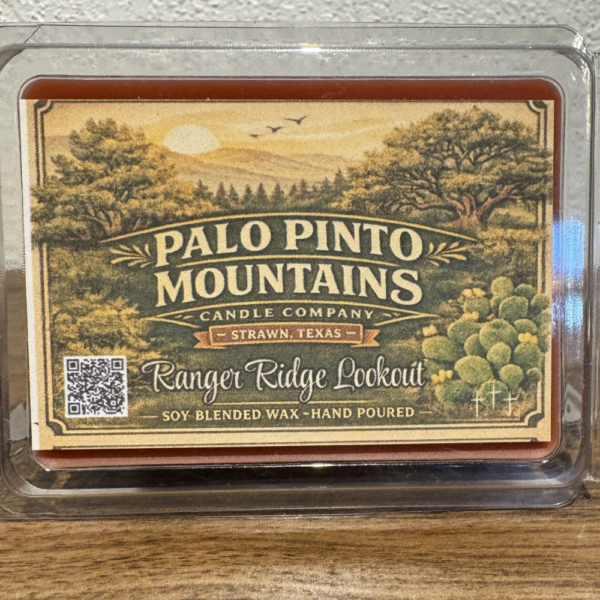 PALO PINTO
MOUNTAINS
CANDLE COMPANY
STRAWN, TEXAS
Ranger Ridge Lookout
SOY BLENDED WAX ~ HAND POURED